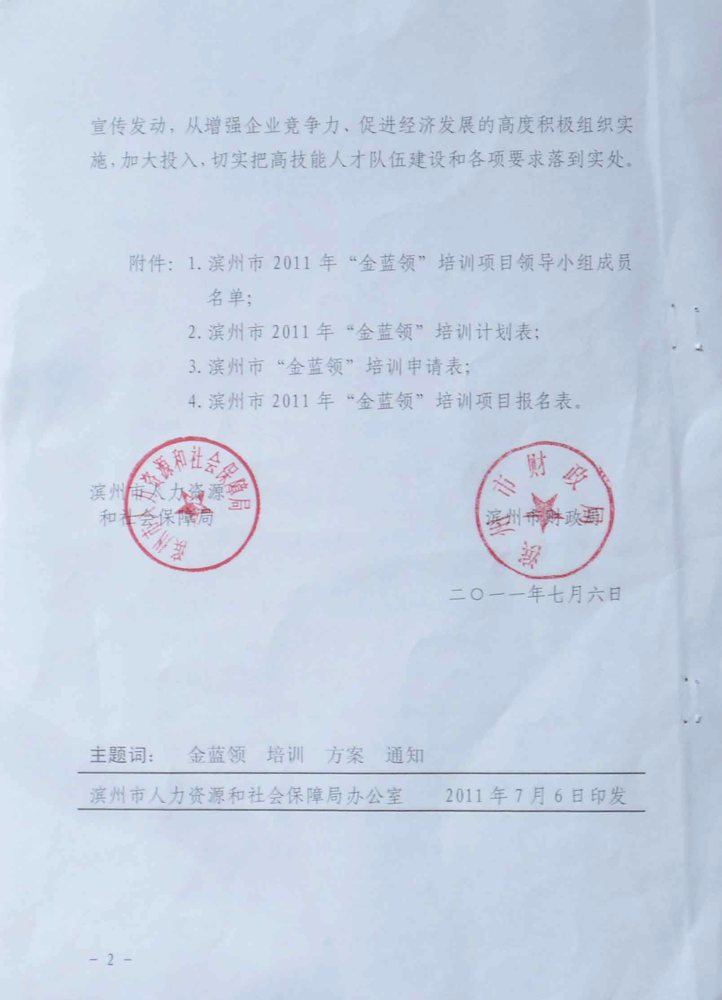 宣传发动，从增强企业竞争力、促进经济发展的高度积极组织实
施，加大投入，切实把高技能人才队伍建设和各项要求落到实处。
附件：1.滨州市 2011 年“金蓝领”培训项目领导小组成员
名单；
2.滨州市 2011 年“金蓝领”培训计划表；
3.滨州市“金蓝领”培训申请表；
4.滨州市 2011 年“金蓝领”培训项目报名表。
滨州市人力资源和社会保障局
滨州市人力资源
和社会保障局
滨州市财政局
滨州市财政局
二〇一一年七月六日
主题词： 金蓝领 培训 方案 通知
滨州市人力资源和社会保障局办公室 2011 年 7 月 6 日印发
- 2 -